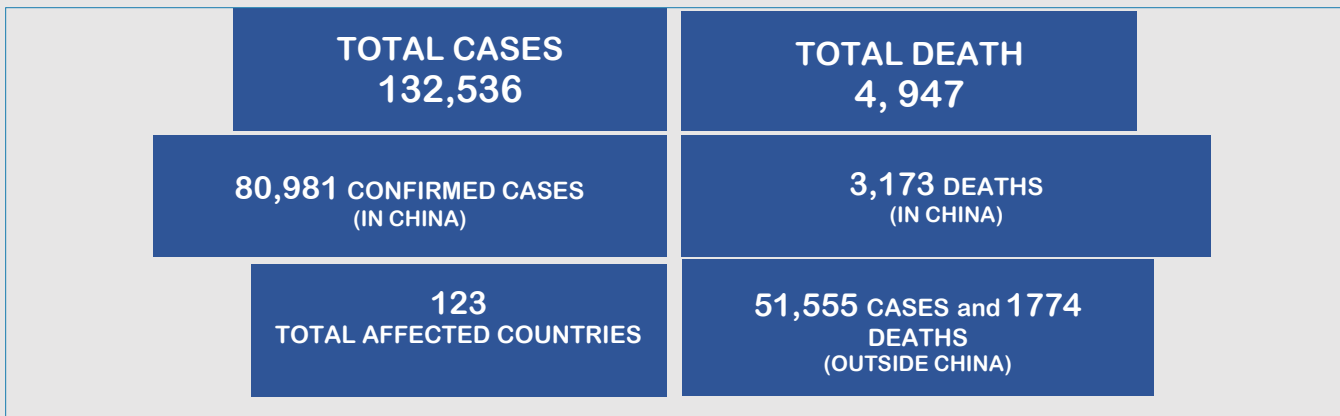 TOTAL CASES
132,536
TOTAL DEATH
4, 947
80,981 CONFIRMED CASES
(IN CHINA)
3,173 DEATHS
(IN CHINA)
123
TOTAL AFFECTED COUNTRIES
51,555 CASES and 1774
DEATHS
(OUTSIDE CHINA)